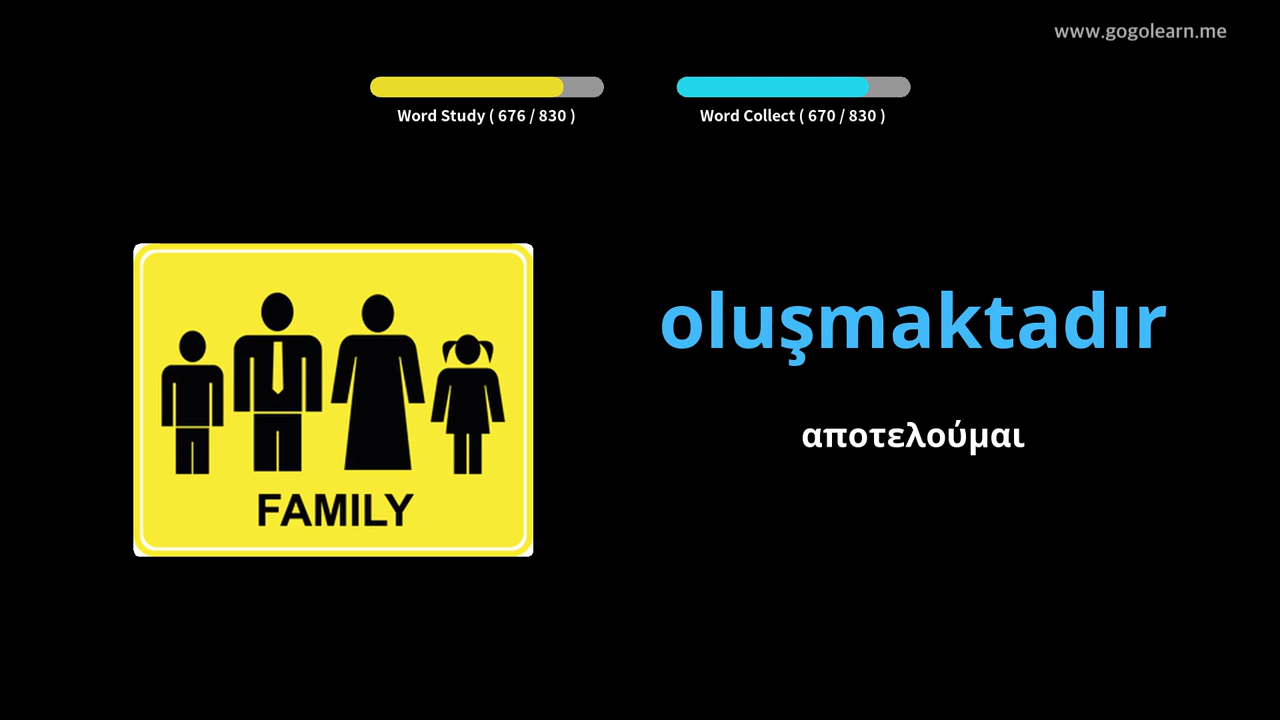 www.gogolearn.me
Word Study ( 676 / 830 )
Word Collect ( 670 / 830 )
oluşmaktadır
αποτελούμαι
FAMILY